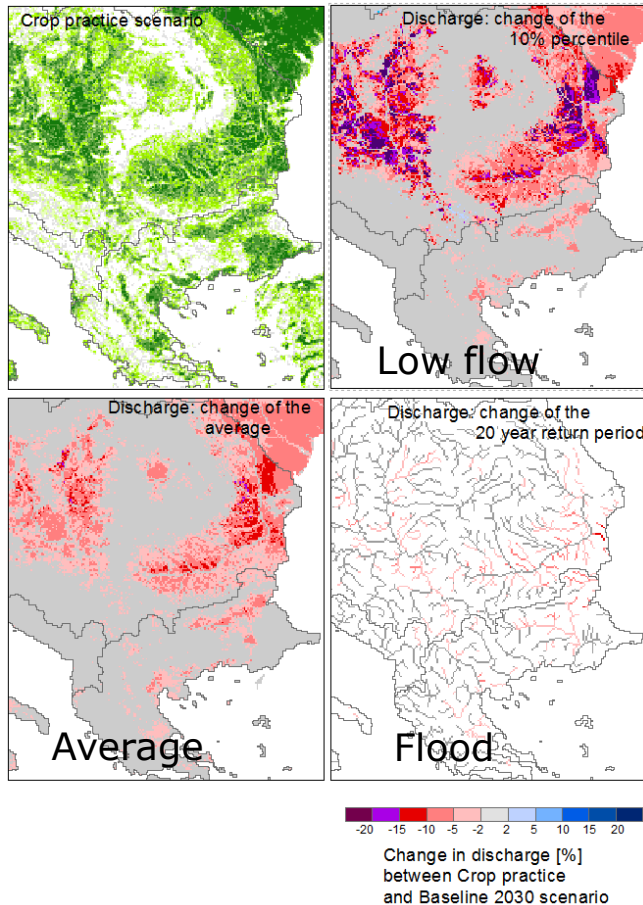 Crop practice scenario
Discharge: change of the
10% percentile
Low flow
Discharge: change of the
average
Average
Discharge: change of the
20 year return period
Flood
-20 -15 -10 -5 -2 2 5 10 15 20
Change in discharge [%]
between Crop practice
and Baseline 2030 scenario